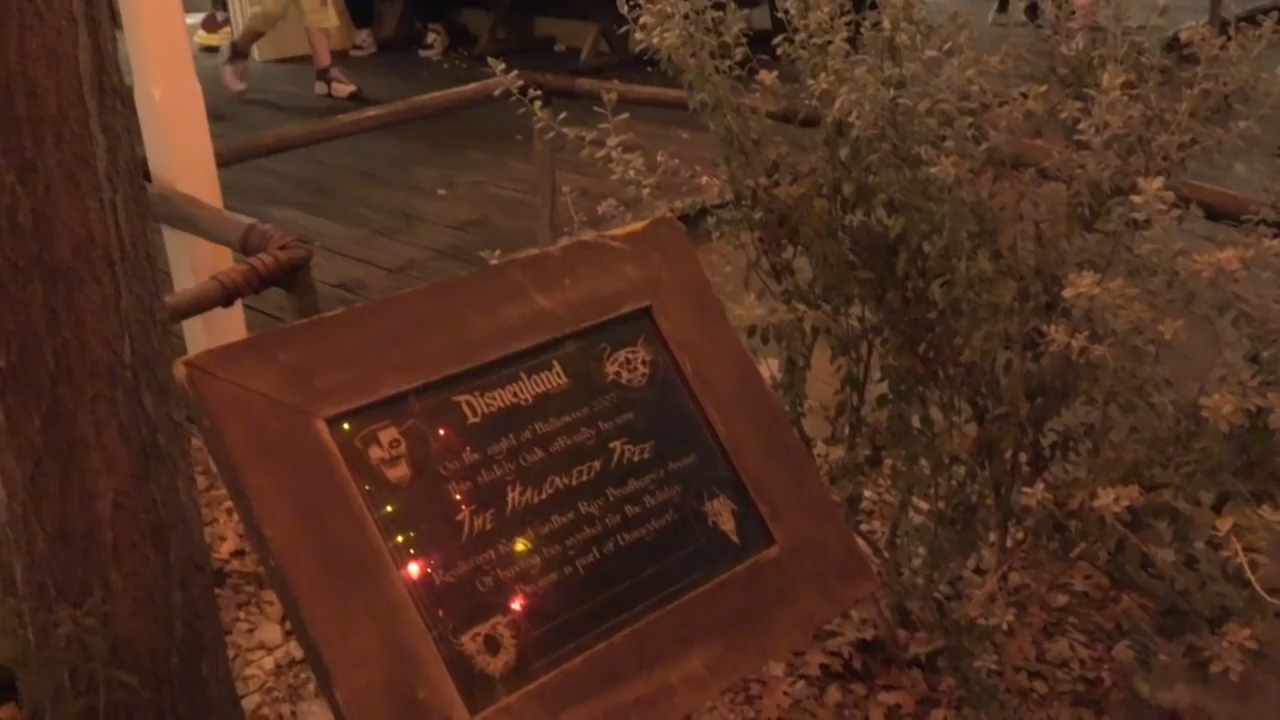 Disneyland
On the night of Halloween 2007
this stately Oak officially became
THE HALLOWEEN TREE
Realizing author Ray Bradbury's dream
of having his symbol for the holiday
become a part of Disneyland.